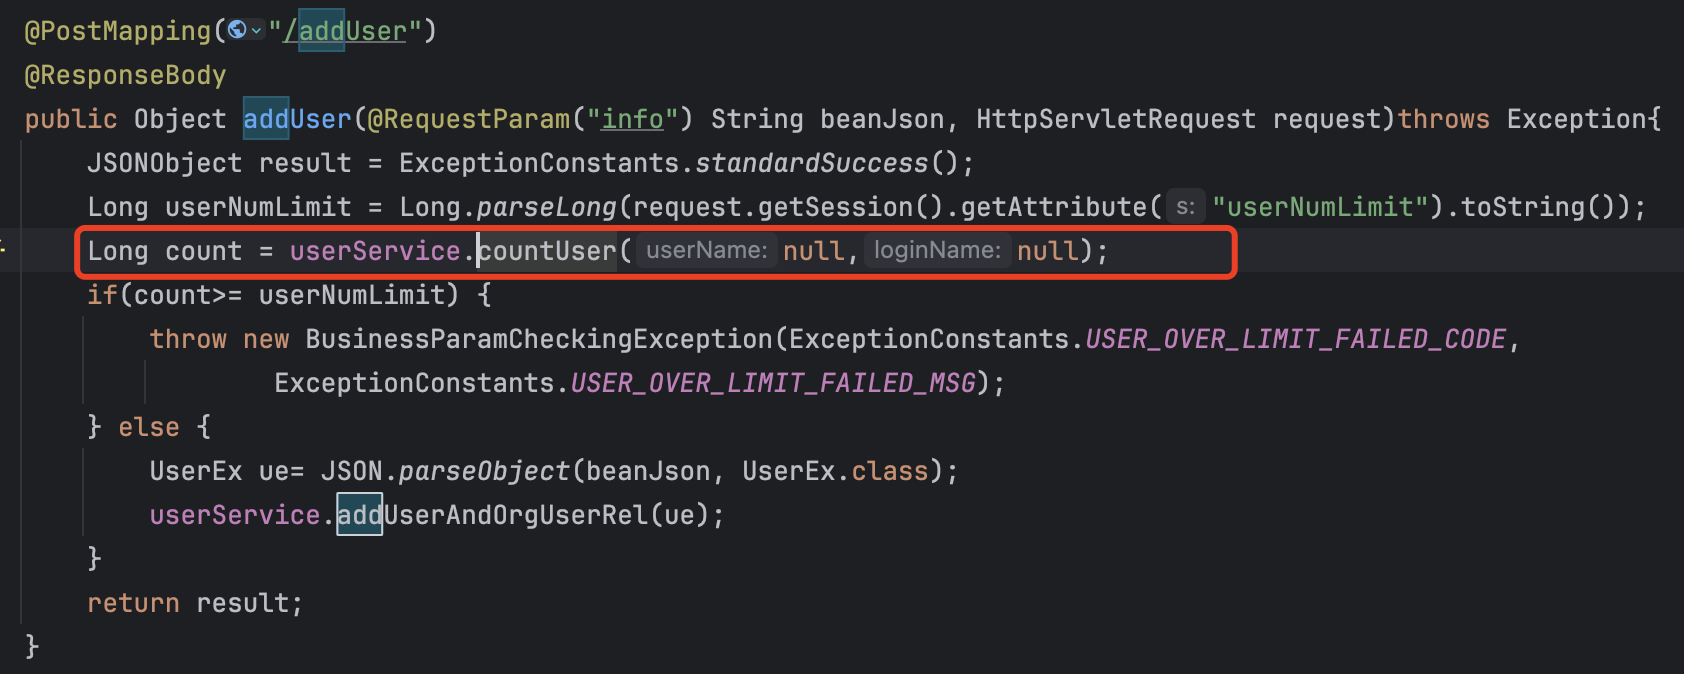 @PostMapping("/addUser")
@ResponseBody
public Object addUser(@RequestParam("info") String beanJson, HttpServletRequest request)throws Exception{
JSONObject result = ExceptionConstants.standardSuccess();
Long userNumLimit = Long.parseLong(request.getSession().getAttribute( s: "userNumLimit").toString());
Long count = userService.countUser( userName: null, loginName: null);
if(count>= userNumLimit) {
throw new BusinessParamCheckingException(ExceptionConstants.USER_OVER_LIMIT_FAILED_CODE,
ExceptionConstants.USER_OVER_LIMIT_FAILED_MSG);
} else {
UserEx ue= JSON.parseObject(beanJson, UserEx.class);
userService.addUserAndOrgUserRel(ue);
}
return result;
}